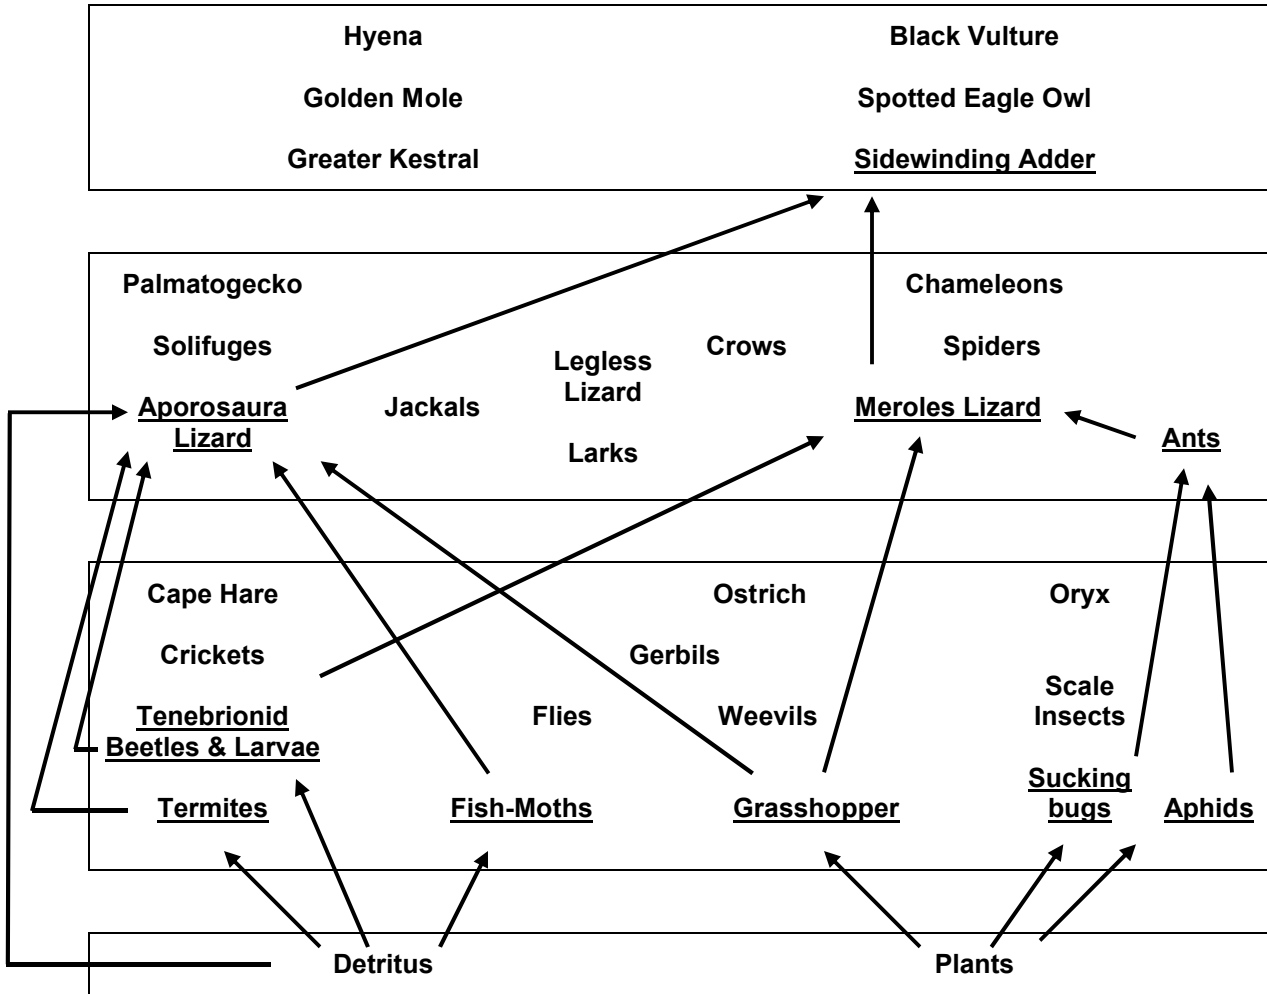 Hyena
Black Vulture
Golden Mole
Spotted Eagle Owl
Greater Kestral
Sidewinding Adder
Palmatogecko
Chameleons
Solifuges
Legless
Lizard
Crows
Spiders
Aporosaura
Lizard
Jackals
Larks
Meroles Lizard
Ants
Cape Hare
Ostrich
Oryx
Crickets
Gerbils
Scale
Insects
Tenebrionid
Beetles & Larvae
Flies
Weevils
Termites
Fish-Moths
Grasshopper
Sucking
bugs
Aphids
Detritus
Plants